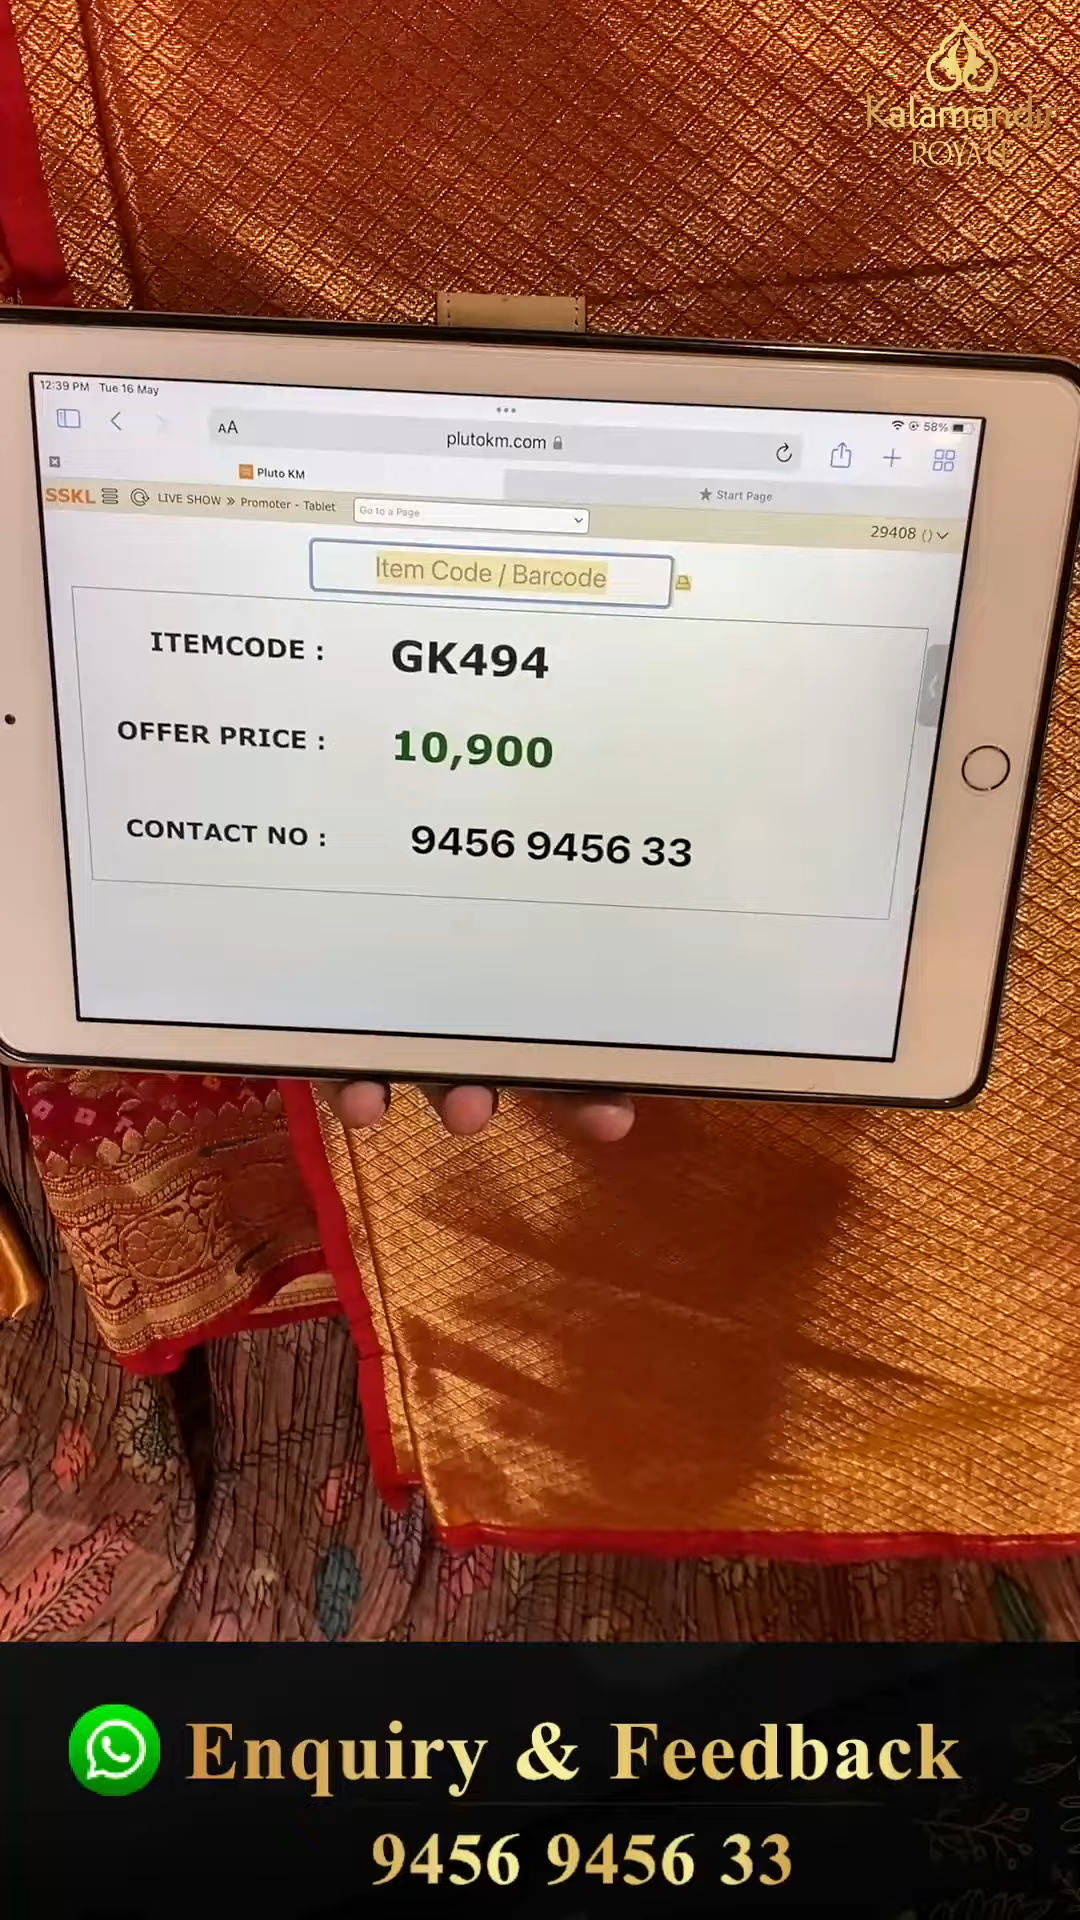 Kalamandir
ROYALE
12:39 PM Tue 16 May
58%
AA
plutokm.com
Pluto KM
Start Page
SSKL
LIVE SHOW » Promoter - Tablet
Go to a Page
29408 ()
Item Code / Barcode
ITEMCODE : GK494
OFFER PRICE : 10,900
CONTACT NO : 9456 9456 33
Enquiry & Feedback
9456 9456 33